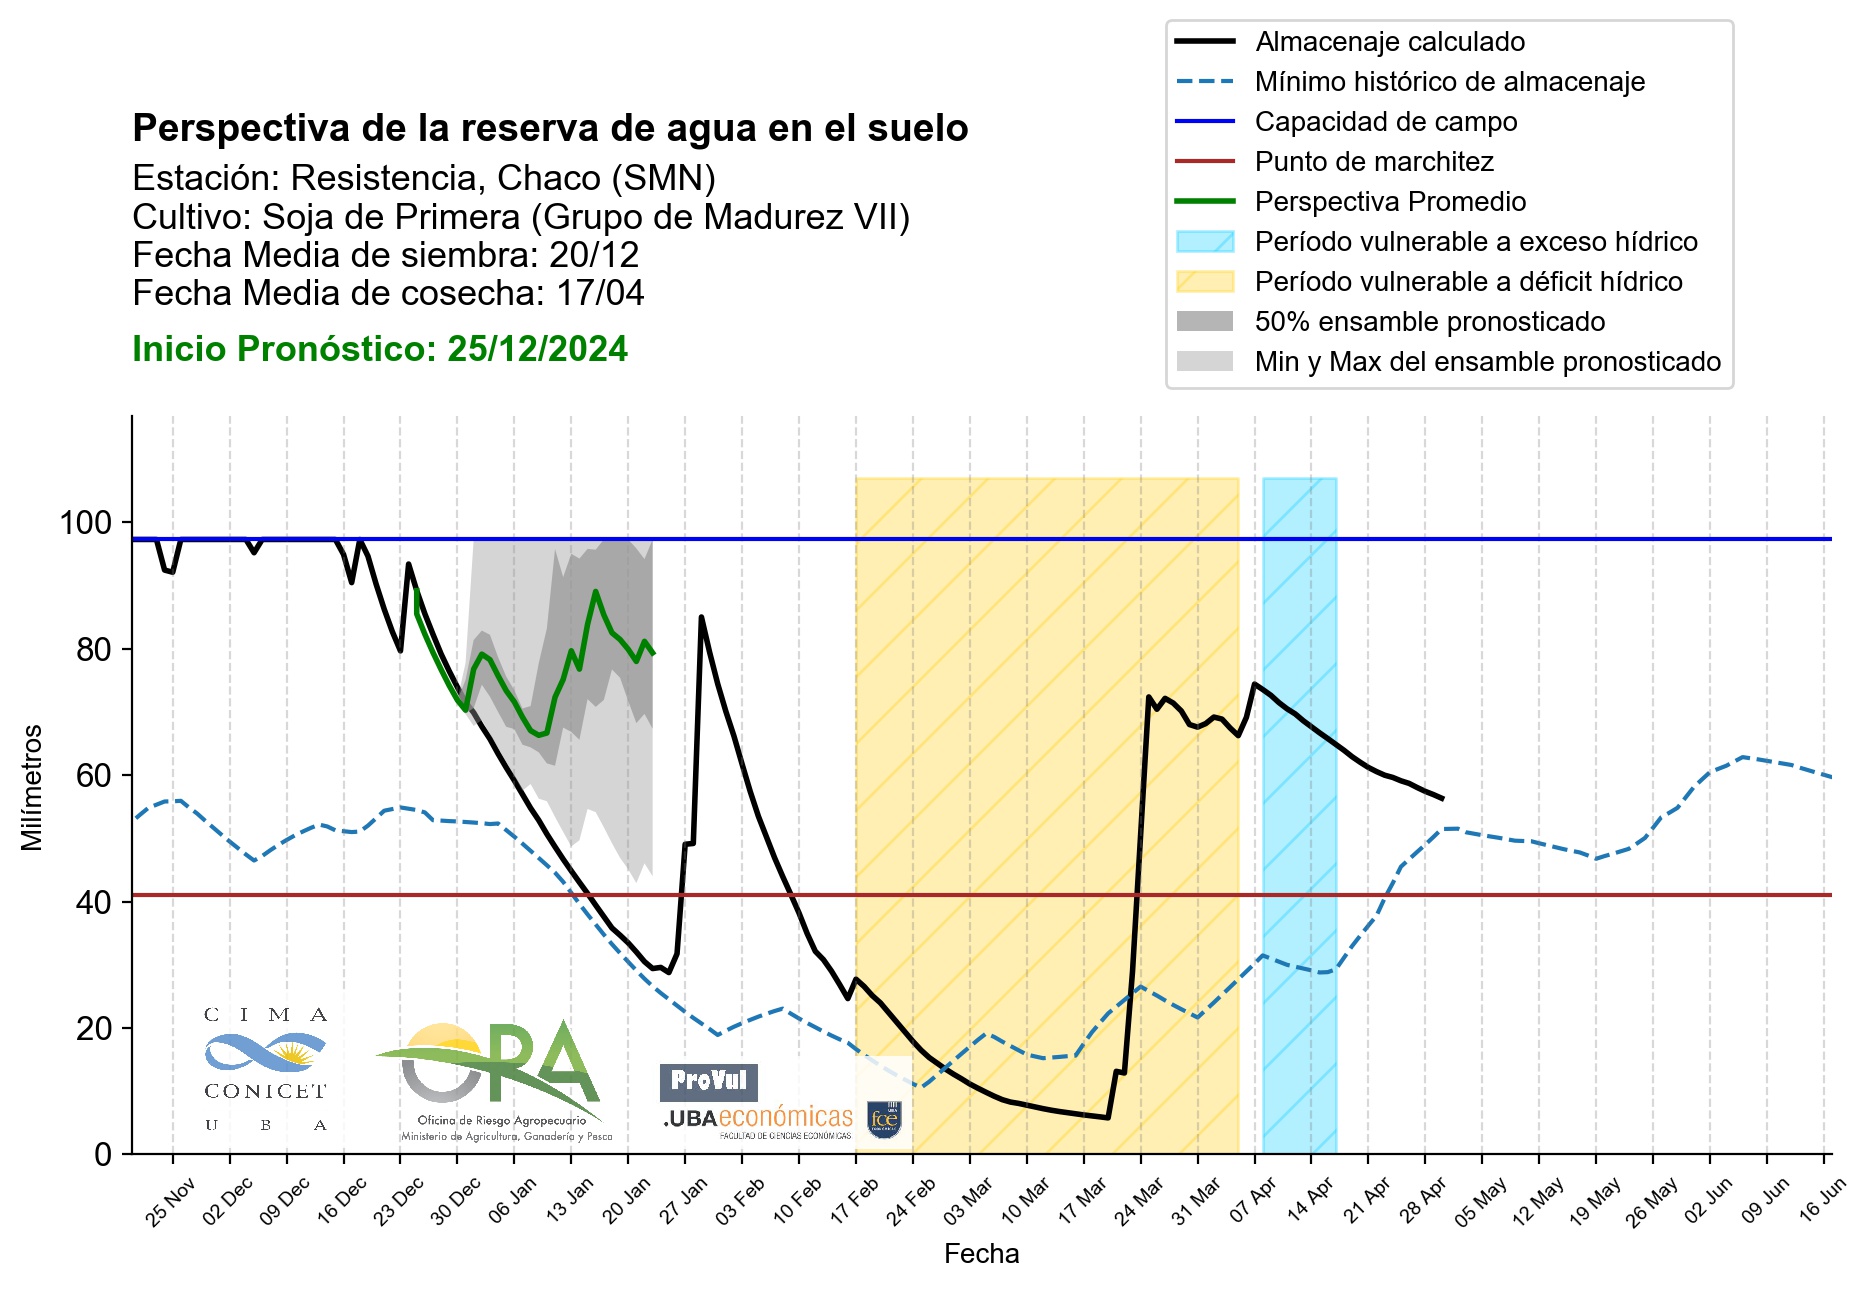 Almacenaje calculado
Mínimo histórico de almacenaje
Capacidad de campo
Punto de marchitez
Perspectiva Promedio
Período vulnerable a exceso hídrico
Período vulnerable a déficit hídrico
50% ensamble pronosticado
Min y Max del ensamble pronosticado
Perspectiva de la reserva de agua en el suelo
Estación: Resistencia, Chaco (SMN)
Cultivo: Soja de Primera (Grupo de Madurez VII)
Fecha Media de siembra: 20/12
Fecha Media de cosecha: 17/04
Inicio Pronóstico: 25/12/2024
Milímetros
100
80
60
40
20
0
C I M A
CONICET
U B A
ORA
Oficina de Riesgo Agropecuario
Ministerio de Agricultura, Ganadería y Pesca
ProVul
.UBAeconómicas
FACULTAD DE CIENCIAS ECONÓMICAS
UBA
fce
25 Nov
02 Dec
09 Dec
16 Dec
23 Dec
30 Dec
06 Jan
13 Jan
20 Jan
27 Jan
03 Feb
10 Feb
17 Feb
24 Feb
03 Mar
10 Mar
17 Mar
24 Mar
31 Mar
07 Apr
14 Apr
21 Apr
28 Apr
05 May
12 May
19 May
26 May
02 Jun
09 Jun
16 Jun
Fecha